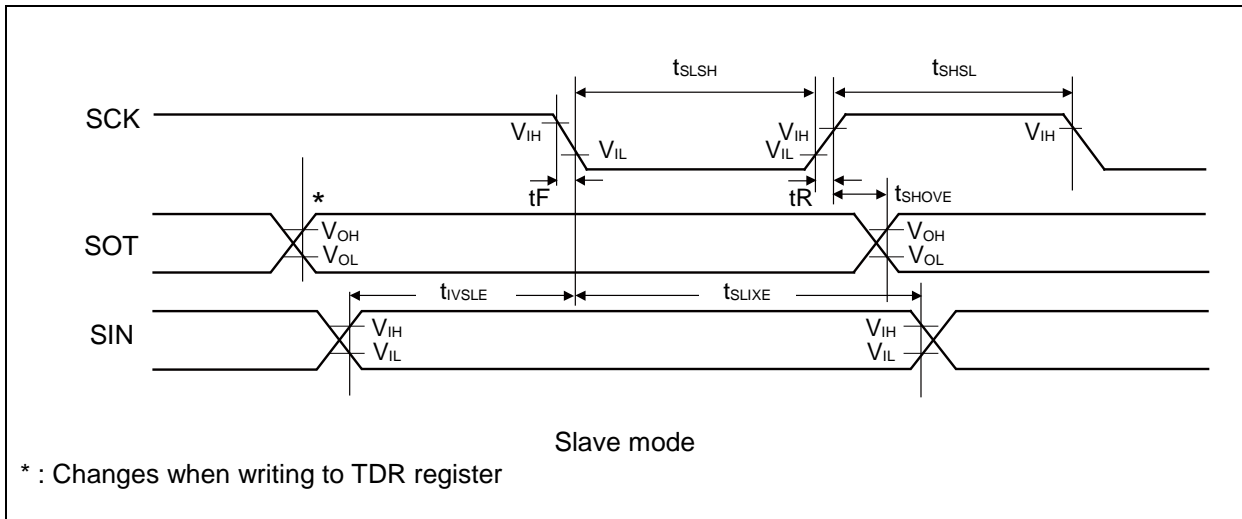 tSLSH
tSHSL
SCK
VIH
VIL
VIL
VIH
VIH
tF
tR
tSHOVE
*
SOT
VOH
VOL
VOH
VOL
tIVSLE
tSLIXE
SIN
VIH
VIL
VIH
VIL
Slave mode
* : Changes when writing to TDR register